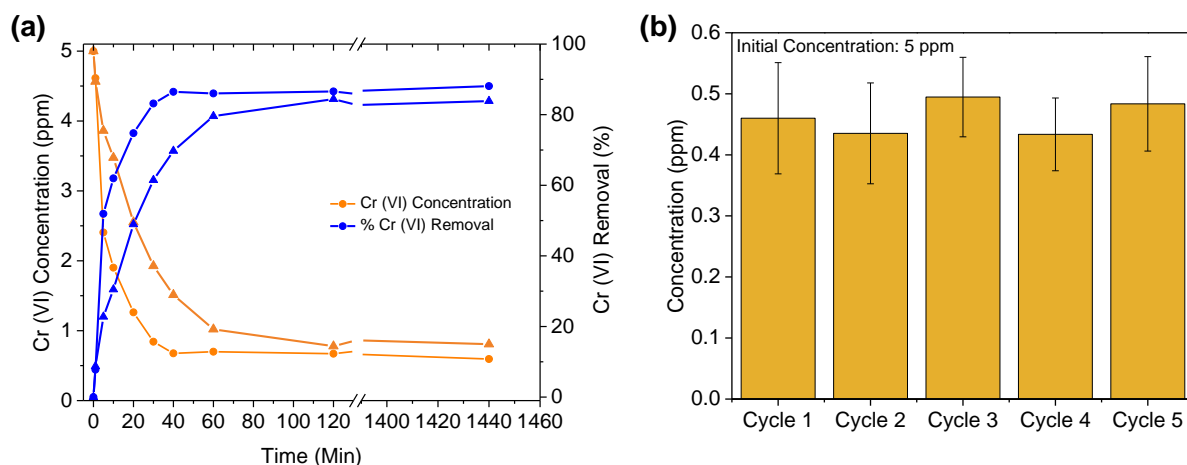 (a)
Cr (VI) Concentration (ppm)
5
4
3
2
1
0
100
80
60
40
20
0
Cr (VI) Removal (%)
Cr (VI) Concentration
% Cr (VI) Removal
0 20 40 60 80 100 120 1400 1420 1440 1460
Time (Min)
(b)
Initial Concentration: 5 ppm
Concentration (ppm)
0.6
0.5
0.4
0.3
0.2
0.1
0.0
Cycle 1 Cycle 2 Cycle 3 Cycle 4 Cycle 5